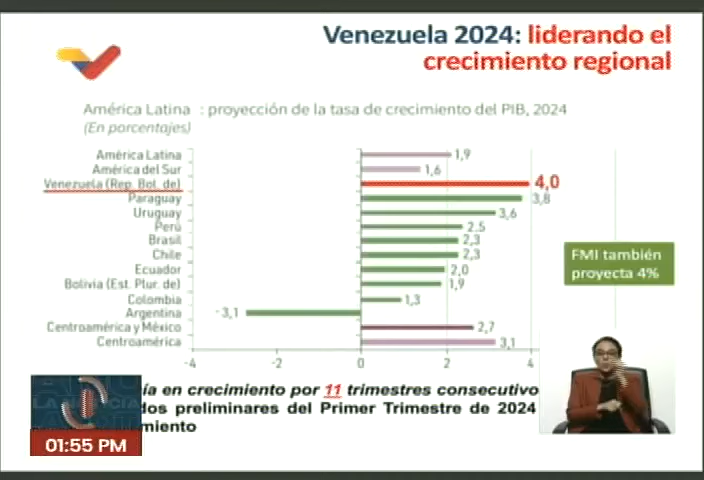 Venezuela 2024: liderando el
crecimiento regional
América Latina : proyección de la tasa de crecimiento del PIB, 2024
(En porcentajes)
América Latina 1,9
América del Sur 1,6
Venezuela (Rep. Bol. de) 4,0
Paraguay 3,8
Uruguay 3,6
Perú 2,5
Brasil 2,3
Chile 2,3
Ecuador 2,0
Bolivia (Est. Plur. de) 1,9
Colombia 1,3
Argentina -3,1
Centroamérica y México 2,7
Centroamérica 3,1
-4 -2 0 2 4
FMI también
proyecta 4%
ía en crecimiento por 11 trimestres consecutivo
dos preliminares del Primer Trimestre de 2024
miento
01:55 PM